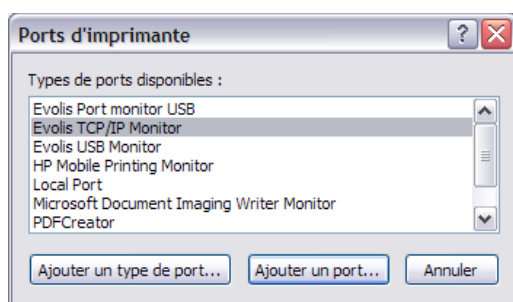 Ports d'imprimante
Types de ports disponibles :
Evolis Port monitor USB
Evolis TCP/IP Monitor
Evolis USB Monitor
HP Mobile Printing Monitor
Local Port
Microsoft Document Imaging Writer Monitor
PDFCreator
Ajouter un type de port... Ajouter un port... Annuler